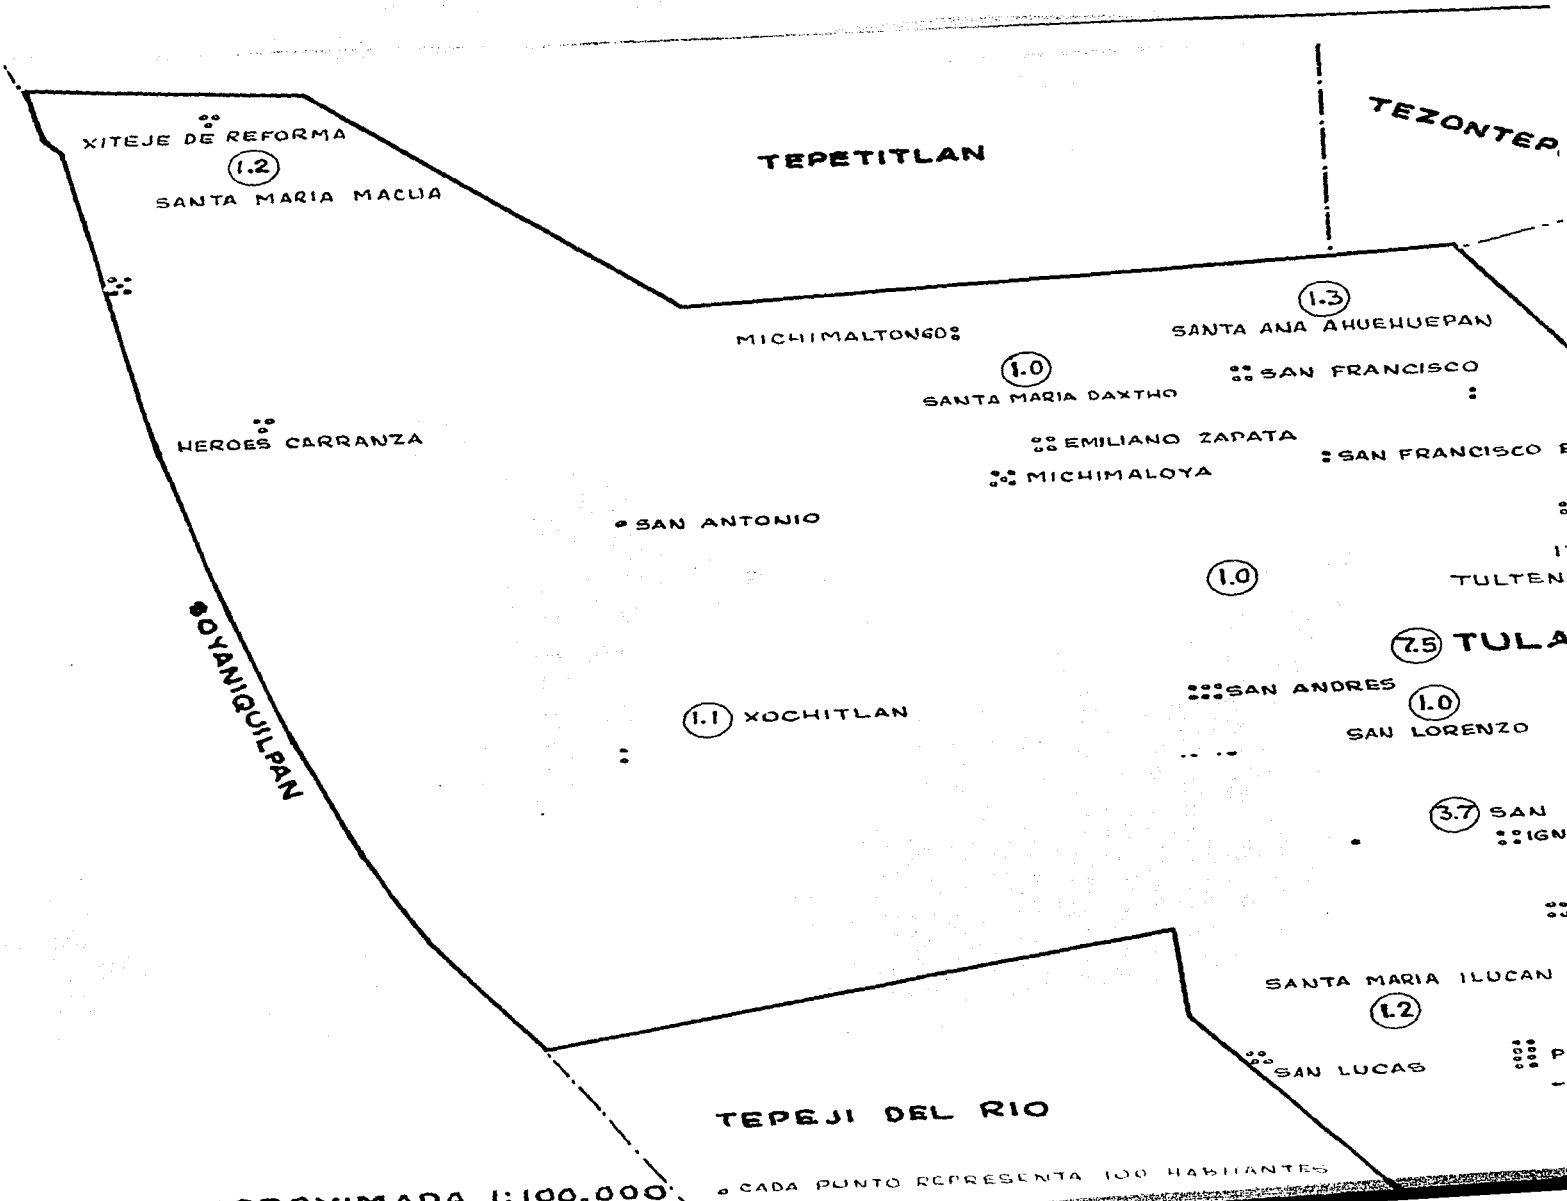 TEZONTEP
XITEJE DE REFORMA
1.2
SANTA MARIA MACUA
TEPETITLAN
1.3
SANTA ANA AHUEHUEPAN
MICHIMALTONGO
1.0
SANTA MARIA DAXTHO
SAN FRANCISCO
HEROES CARRANZA
EMILIANO ZAPATA
SAN FRANCISCO
MICHIMALOYA
SAN ANTONIO
1.0
TULTEN
SOYANIQUILPAN
7.5 TULA
SAN ANDRES
1.0
1.1 XOCHITLAN
SAN LORENZO
3.7 SAN
IGN
SANTA MARIA ILUCAN
1.2
SAN LUCAS
P
TEPEJI DEL RIO
CADA PUNTO REPRESENTA 100 HABITANTES
1:100,000